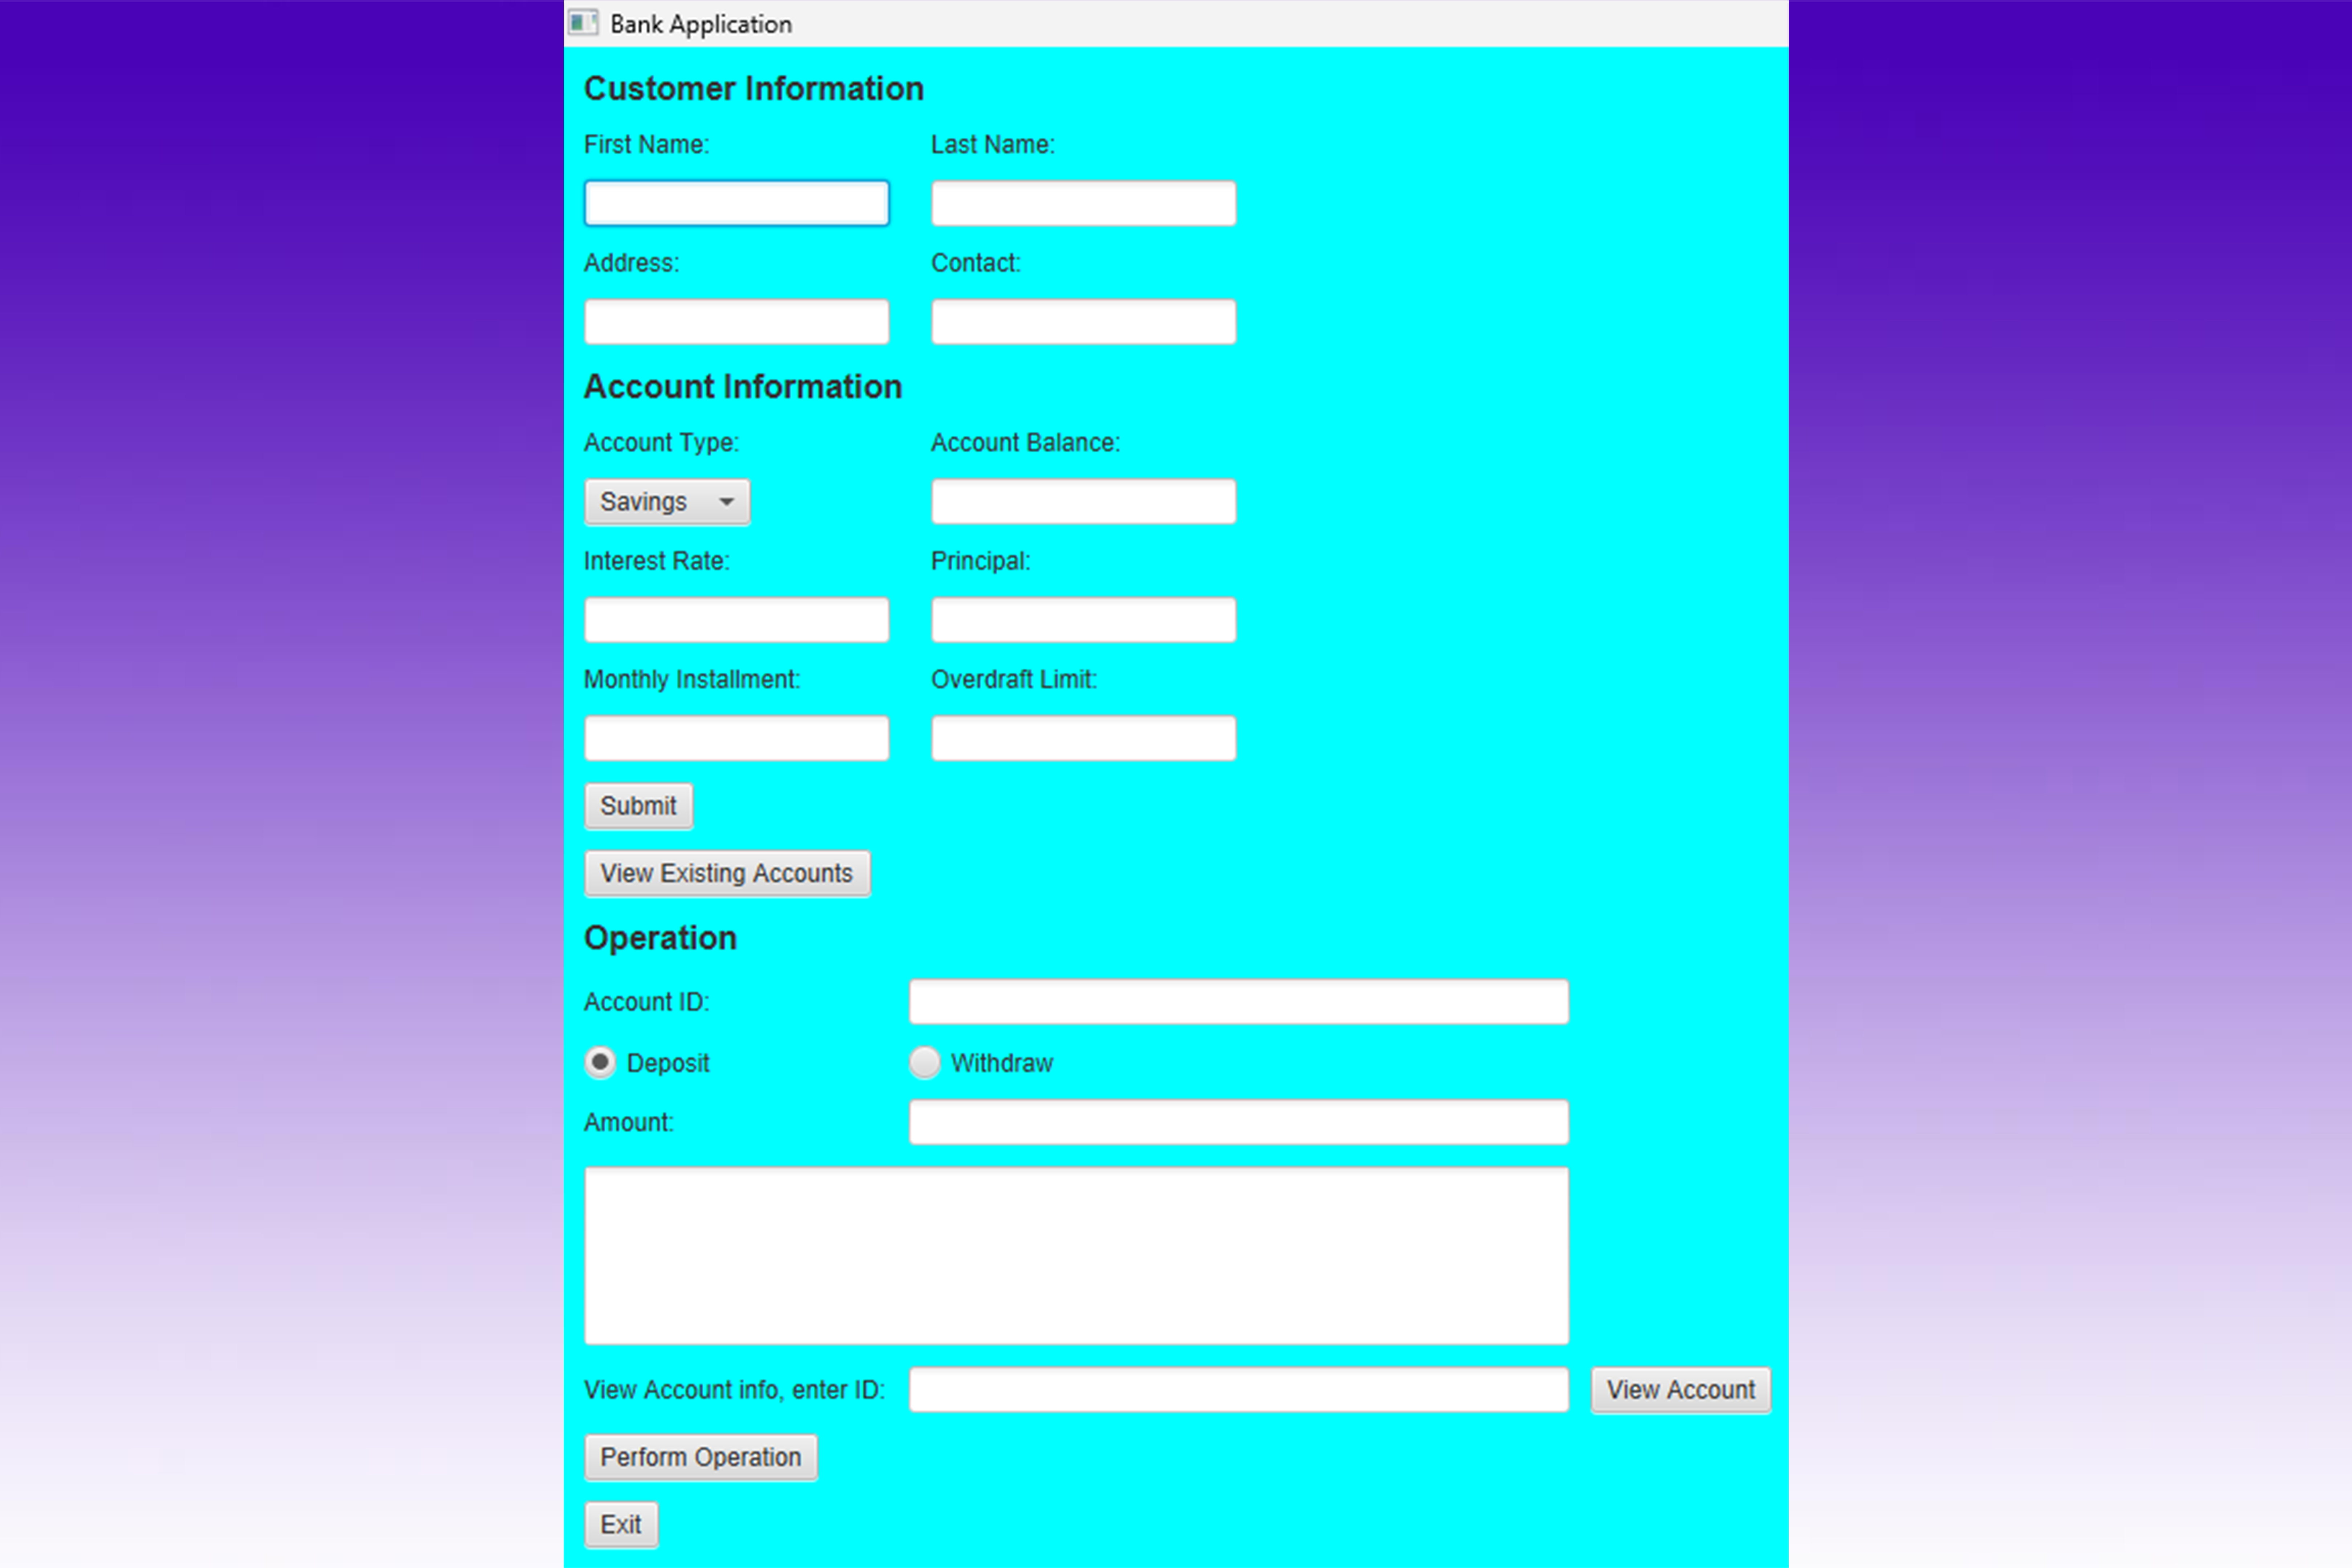 Bank Application
Customer Information
First Name: Last Name:
Address: Contact:
Account Information
Account Type: Account Balance:
Savings
Interest Rate: Principal:
Monthly Installment: Overdraft Limit:
Submit
View Existing Accounts
Operation
Account ID:
Deposit Withdraw
Amount:
View Account info, enter ID: View Account
Perform Operation
Exit